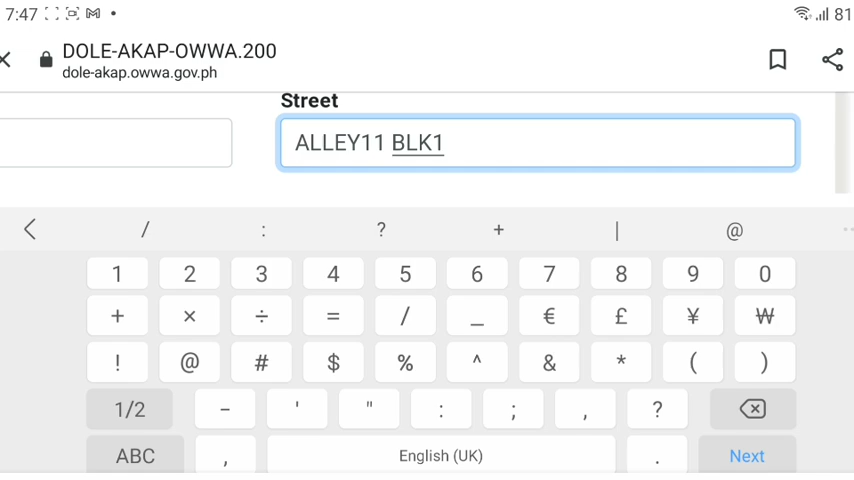 7:47 81
DOLE-AKAP-OWWA.200
dole-akap.owwa.gov.ph
Street
ALLEY11 BLK1
/ : ? + | @
1 2 3 4 5 6 7 8 9 0
+ × ÷ = / _ € £ ¥ ₩
! @ # $ % ^ & * ( )
1/2 - ' " : ; , ?
ABC , English (UK) . Next